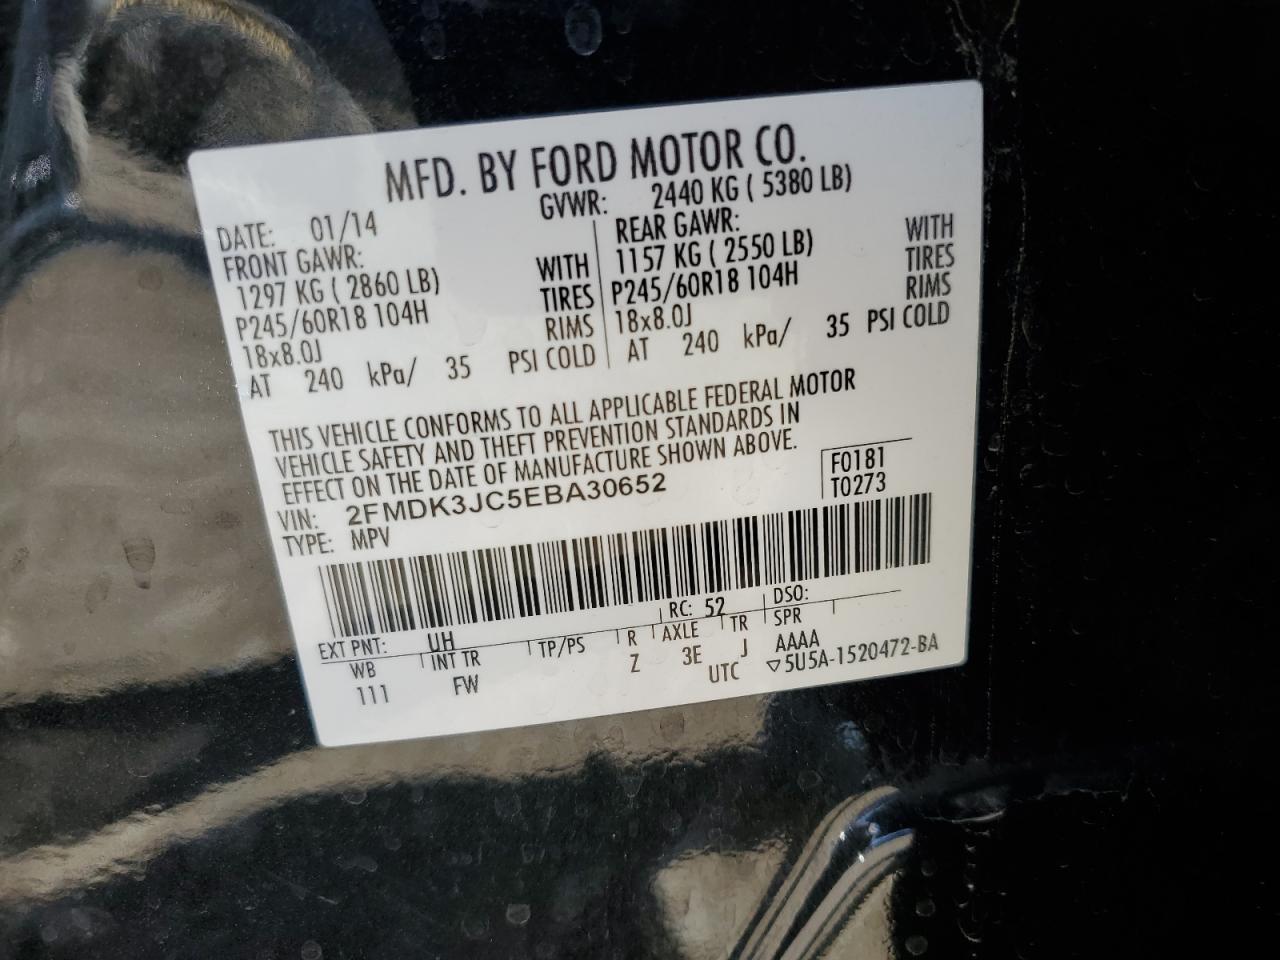 MFD. BY FORD MOTOR CO.
DATE: 01/14 GVWR: 2440 KG ( 5380 LB)
FRONT GAWR:
1297 KG ( 2860 LB) WITH
P245/60R18 104H TIRES
18x8.0J RIMS
AT 240 kPa/ 35 PSI COLD
REAR GAWR:
1157 KG ( 2550 LB) WITH
P245/60R18 104H TIRES
18x8.0J RIMS
AT 240 kPa/ 35 PSI COLD
THIS VEHICLE CONFORMS TO ALL APPLICABLE FEDERAL MOTOR
VEHICLE SAFETY AND THEFT PREVENTION STANDARDS IN
EFFECT ON THE DATE OF MANUFACTURE SHOWN ABOVE.
VIN: 2FMDK3JC5EBA30652 F0181
TYPE: MPV T0273
EXT PNT: UH RC: 52 DSO:
WB INT TR TP/PS R AXLE TR SPR
111 FW Z 3E J AAAA
UTC ▽5U5A-1520472-BA